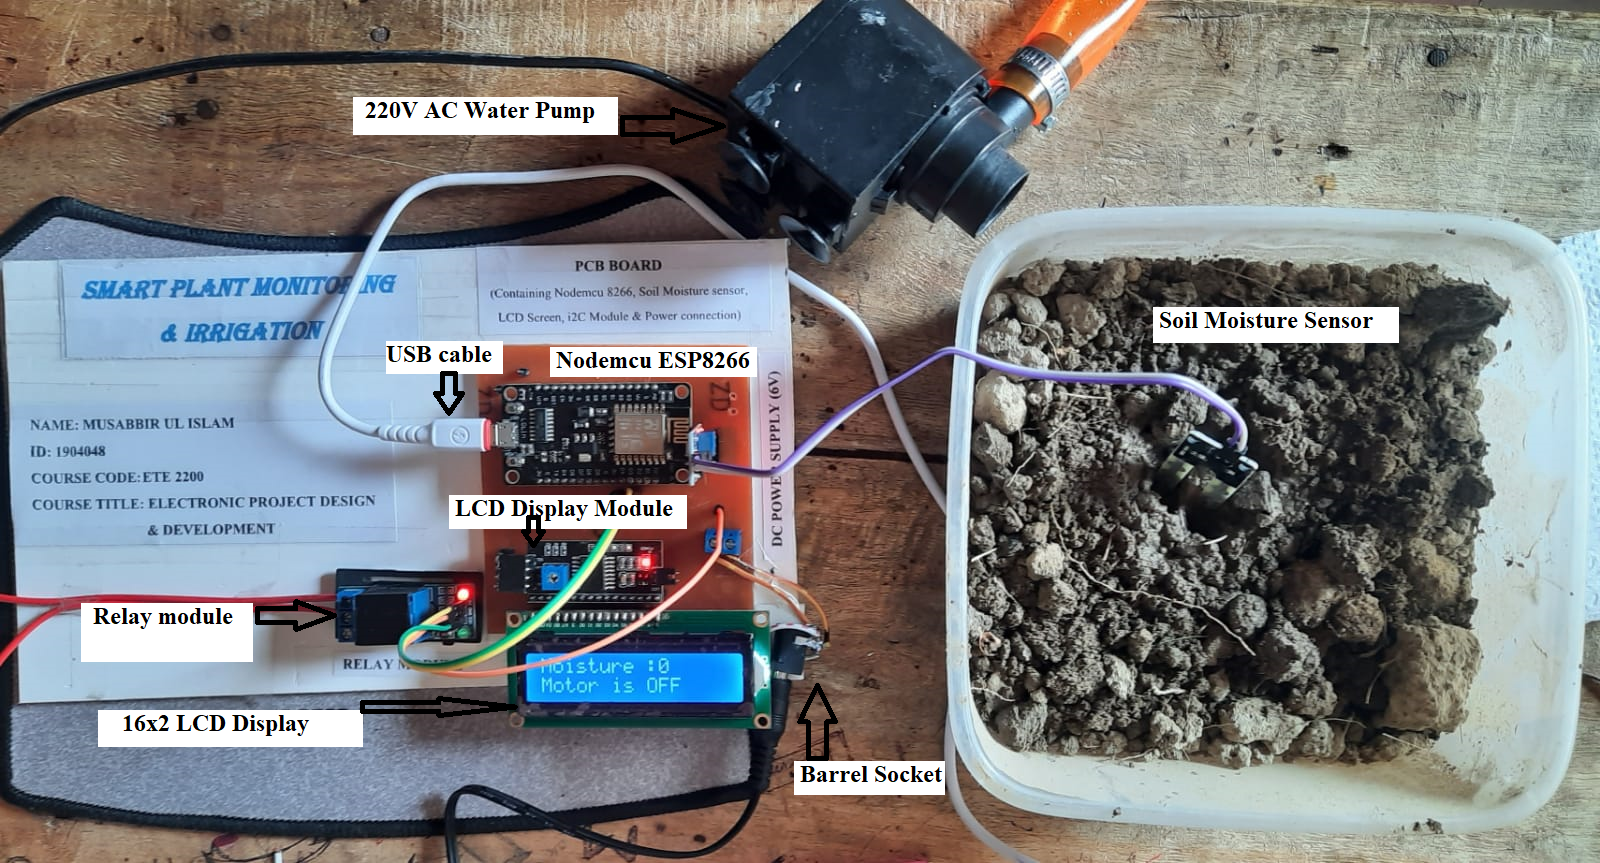 220V AC Water Pump
SMART PLANT MONITORING
& IRRIGATION
PCB BOARD
(Containing Nodemcu 8266, Soil Moisture sensor,
LCD Screen, i2C Module & Power connection)
Soil Moisture Sensor
USB cable
Nodemcu ESP8266
ZD
DC POWER SUPPLY (6V)
NAME: MUSABBIR UL ISLAM
ID: 1904048
COURSE CODE: ETE 2200
COURSE TITLE: ELECTRONIC PROJECT DESIGN
& DEVELOPMENT
LCD Display Module
Relay module
RELAY
Moisture :0
Motor is OFF
16x2 LCD Display
Barrel Socket